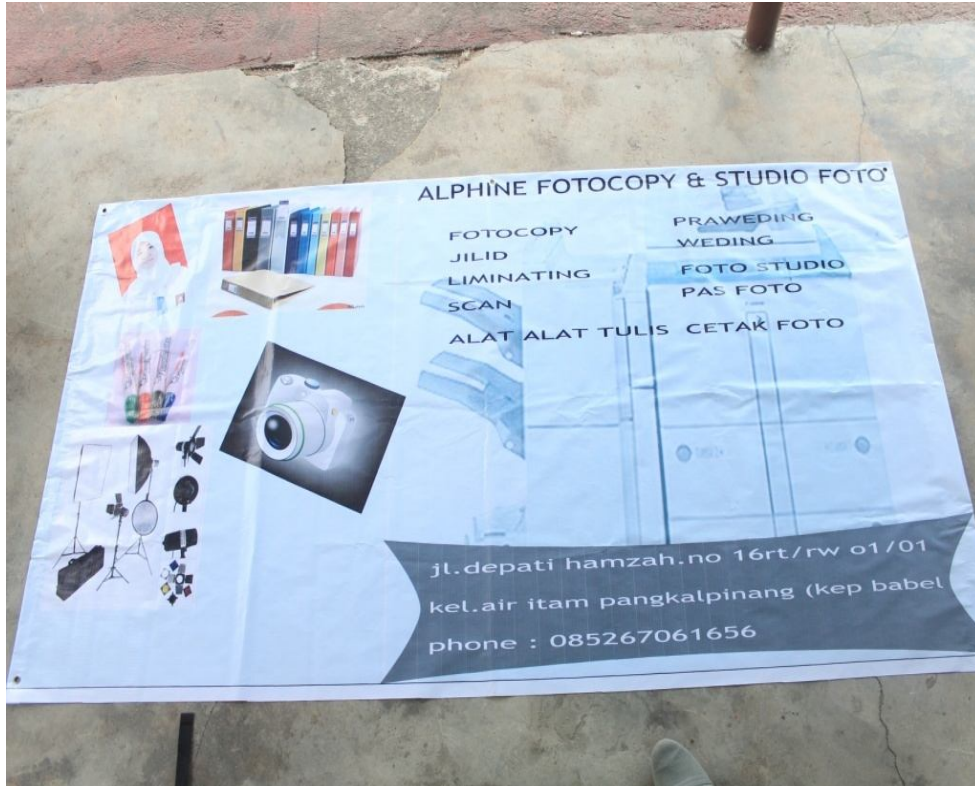 ALPHINE FOTOCOPY & STUDIO FOTO
FOTOCOPY
JILID
LIMINATING
SCAN
ALAT ALAT TULIS
PRAWEDING
WEDING
FOTO STUDIO
PAS FOTO
CETAK FOTO
jl.depati hamzah.no 16rt/rw o1/01
kel.air itam pangkalpinang (kep babel
phone : 085267061656